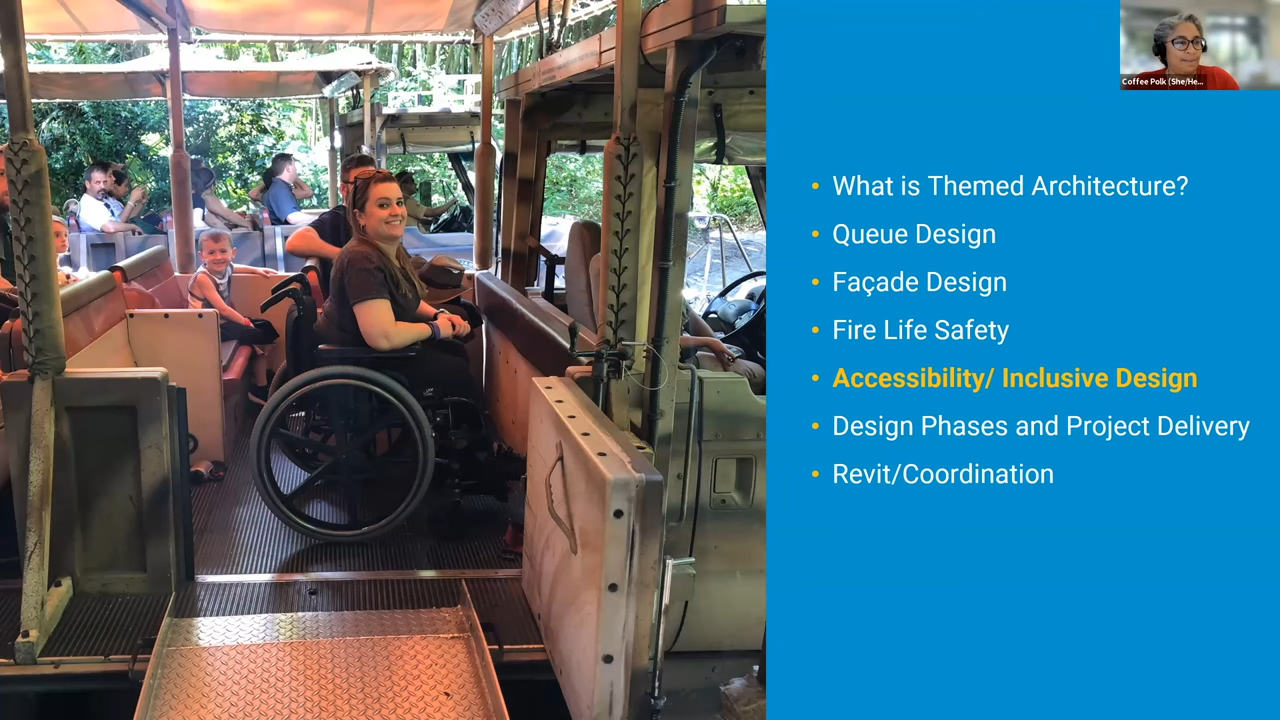 Coffee Polk (She/He...
• What is Themed Architecture?
• Queue Design
• Façade Design
• Fire Life Safety
• Accessibility/ Inclusive Design
• Design Phases and Project Delivery
• Revit/Coordination